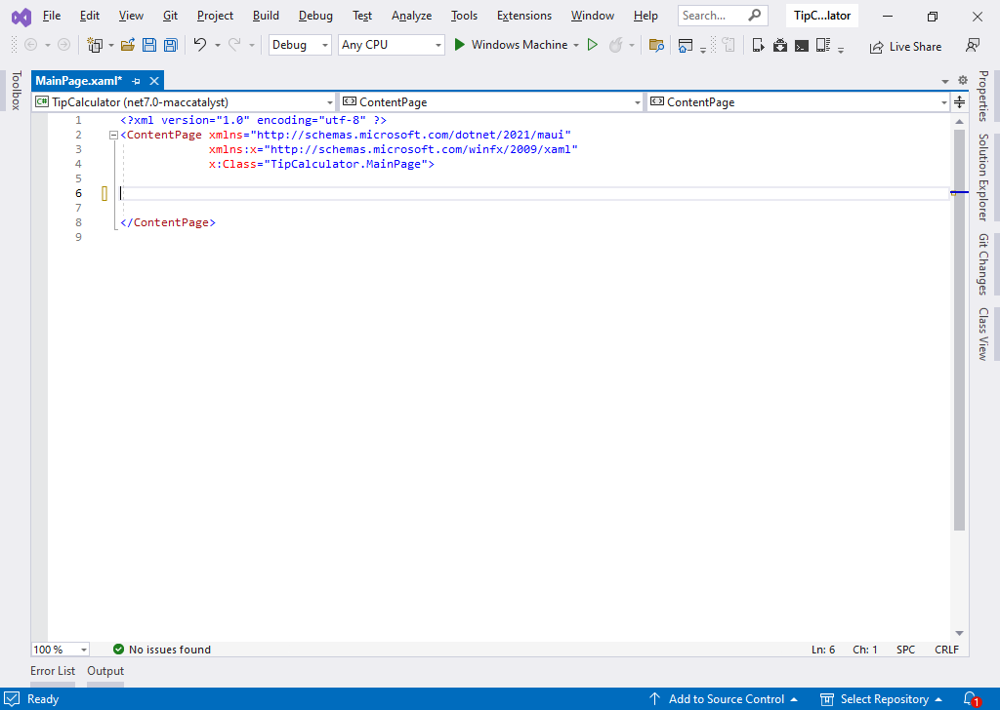 File Edit View Git Project Build Debug Test Analyze Tools Extensions Window Help Search... TipC...lator
Debug Any CPU Windows Machine Live Share
Toolbox
MainPage.xaml*
TipCalculator (net7.0-maccatalyst) ContentPage ContentPage
1 <?xml version="1.0" encoding="utf-8" ?>
2 <ContentPage xmlns="http://schemas.microsoft.com/dotnet/2021/maui"
3 xmlns:x="http://schemas.microsoft.com/winfx/2009/xaml"
4 x:Class="TipCalculator.MainPage">
5
6
7
8 </ContentPage>
9
Properties
Solution Explorer
Git Changes
Class View
100 % No issues found Ln: 6 Ch: 1 SPC CRLF
Error List Output
Ready Add to Source Control Select Repository 1